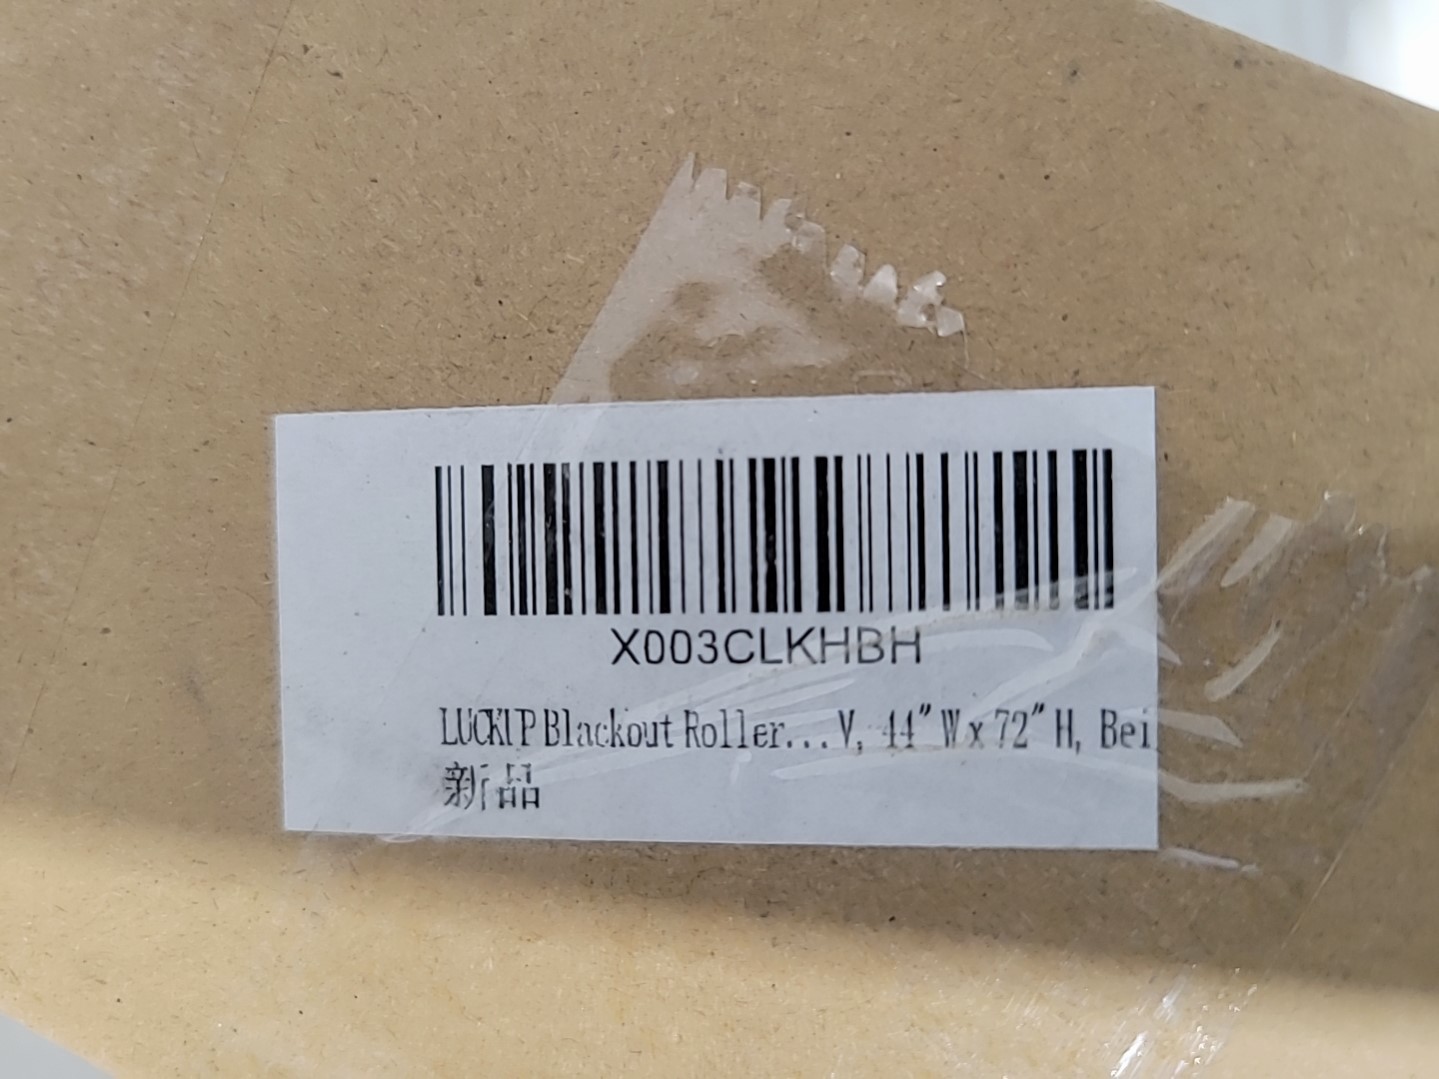 X003CLKHBH
LUCKUP Blackout Roller...V, 44" W x 72" H, Bei
新品